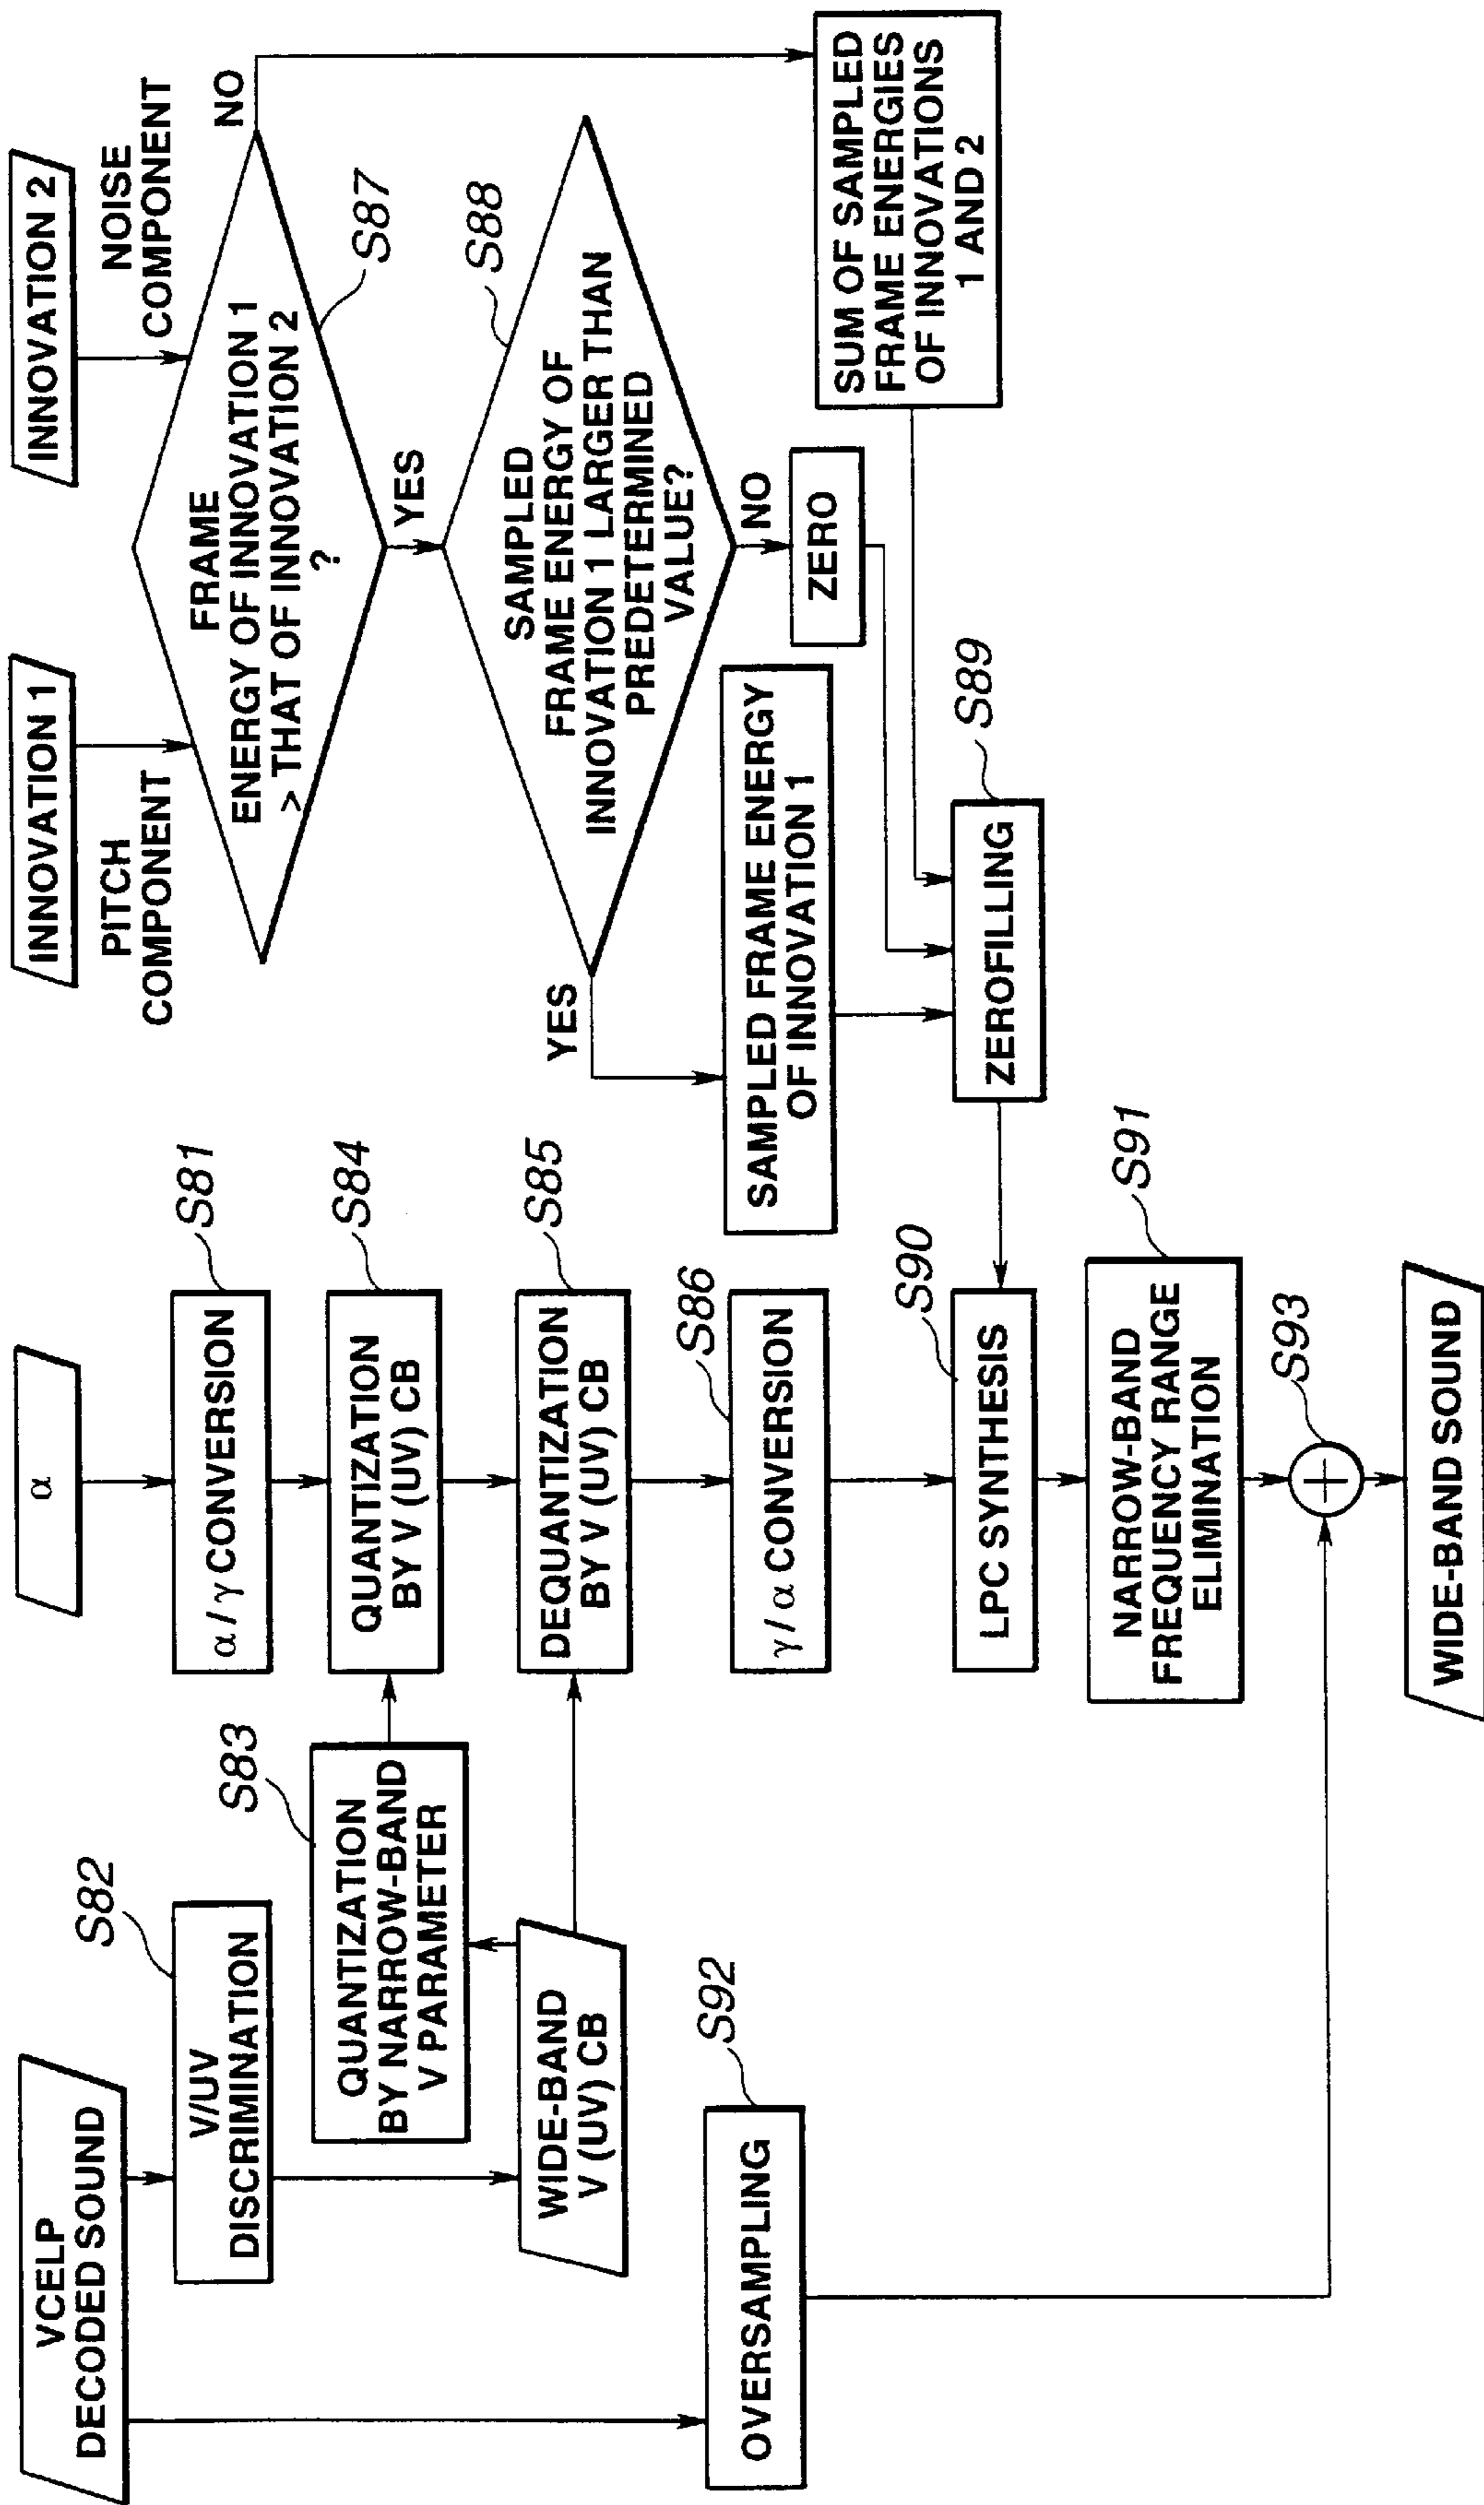 VCELP
DECODED SOUND
α
INNOVATION 1
INNOVATION 2
S82
V/UV
DISCRIMINATION
α/γ CONVERSION
S81
PITCH
COMPONENT
NOISE
COMPONENT
FRAME
ENERGY OF INNOVATION 1
> THAT OF INNOVATION 2
?
NO
S87
YES
S83
QUANTIZATION
BY NARROW-BAND
V PARAMETER
QUANTIZATION
BY V (UV) CB
S84
WIDE-BAND
V (UV) CB
DEQUANTIZATION
BY V (UV) CB
S85
SAMPLED
FRAME ENERGY OF
INNOVATION 1 LARGER THAN
PREDETERMINED
VALUE?
S88
YES
NO
S92
OVERSAMPLING
γ/α CONVERSION
S86
SAMPLED FRAME ENERGY
OF INNOVATION 1
ZERO
SUM OF SAMPLED
FRAME ENERGIES
OF INNOVATIONS
1 AND 2
LPC SYNTHESIS
S90
ZEROFILLING
S89
NARROW-BAND
FREQUENCY RANGE
ELIMINATION
S91
S93
WIDE-BAND SOUND